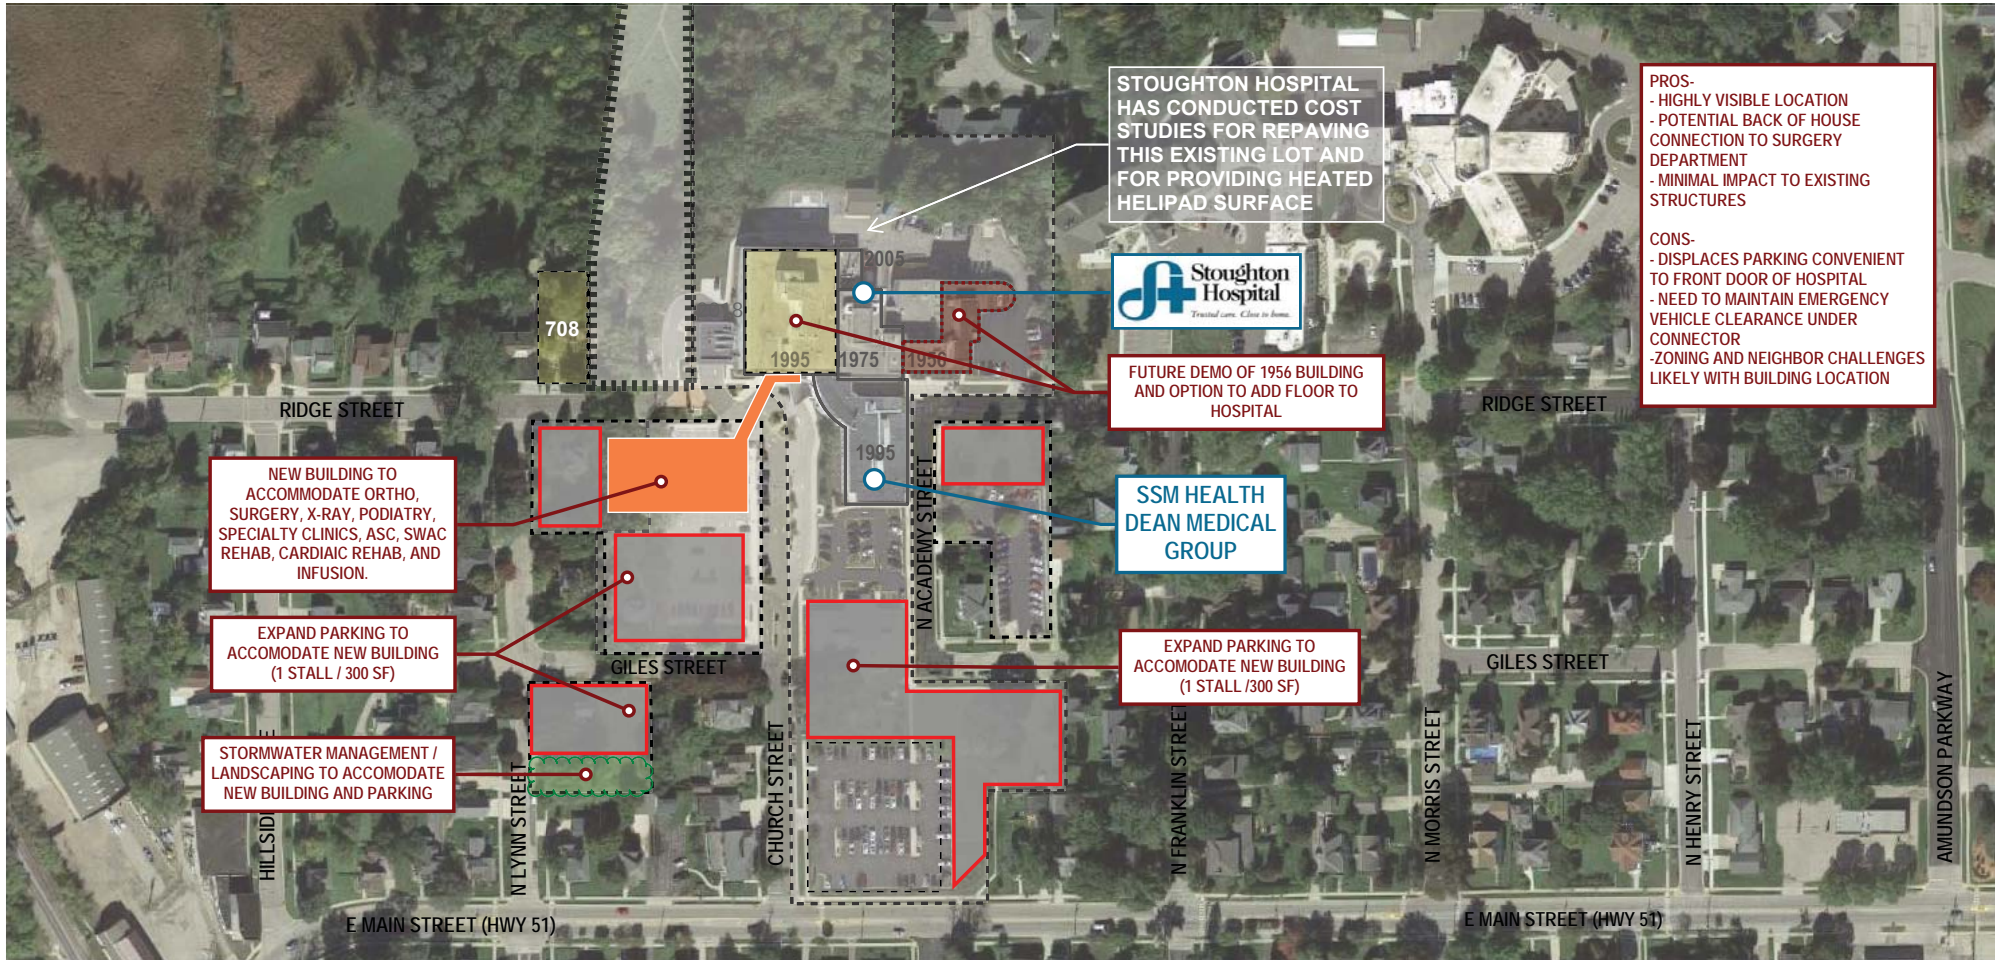 STOUGHTON HOSPITAL
HAS CONDUCTED COST
STUDIES FOR REPAVING
THIS EXISTING LOT AND
FOR PROVIDING HEATED
HELIPAD SURFACE
PROS-
- HIGHLY VISIBLE LOCATION
- POTENTIAL BACK OF HOUSE
CONNECTION TO SURGERY
DEPARTMENT
- MINIMAL IMPACT TO EXISTING
STRUCTURES
CONS-
- DISPLACES PARKING CONVENIENT
TO FRONT DOOR OF HOSPITAL
- NEED TO MAINTAIN EMERGENCY
VEHICLE CLEARANCE UNDER
CONNECTOR
-ZONING AND NEIGHBOR CHALLENGES
LIKELY WITH BUILDING LOCATION
2005
Stoughton
Hospital
Trusted care. Close to home.
708
8
1995
1975
1956
FUTURE DEMO OF 1956 BUILDING
AND OPTION TO ADD FLOOR TO
HOSPITAL
RIDGE STREET
RIDGE STREET
1995
NEW BUILDING TO
ACCOMMODATE ORTHO,
SURGERY, X-RAY, PODIATRY,
SPECIALTY CLINICS, ASC, SWAC
REHAB, CARDIAIC REHAB, AND
INFUSION.
SSM HEALTH
DEAN MEDICAL
GROUP
N ACADEMY STREET
EXPAND PARKING TO
ACCOMODATE NEW BUILDING
(1 STALL / 300 SF)
GILES STREET
EXPAND PARKING TO
ACCOMODATE NEW BUILDING
(1 STALL /300 SF)
GILES STREET
STORMWATER MANAGEMENT /
LANDSCAPING TO ACCOMODATE
NEW BUILDING AND PARKING
HILLSIDE
N LYNN STREET
CHURCH STREET
N FRANKLIN STREET
N MORRIS STREET
N HENRY STREET
AMUNDSON PARKWAY
E MAIN STREET (HWY 51)
E MAIN STREET (HWY 51)